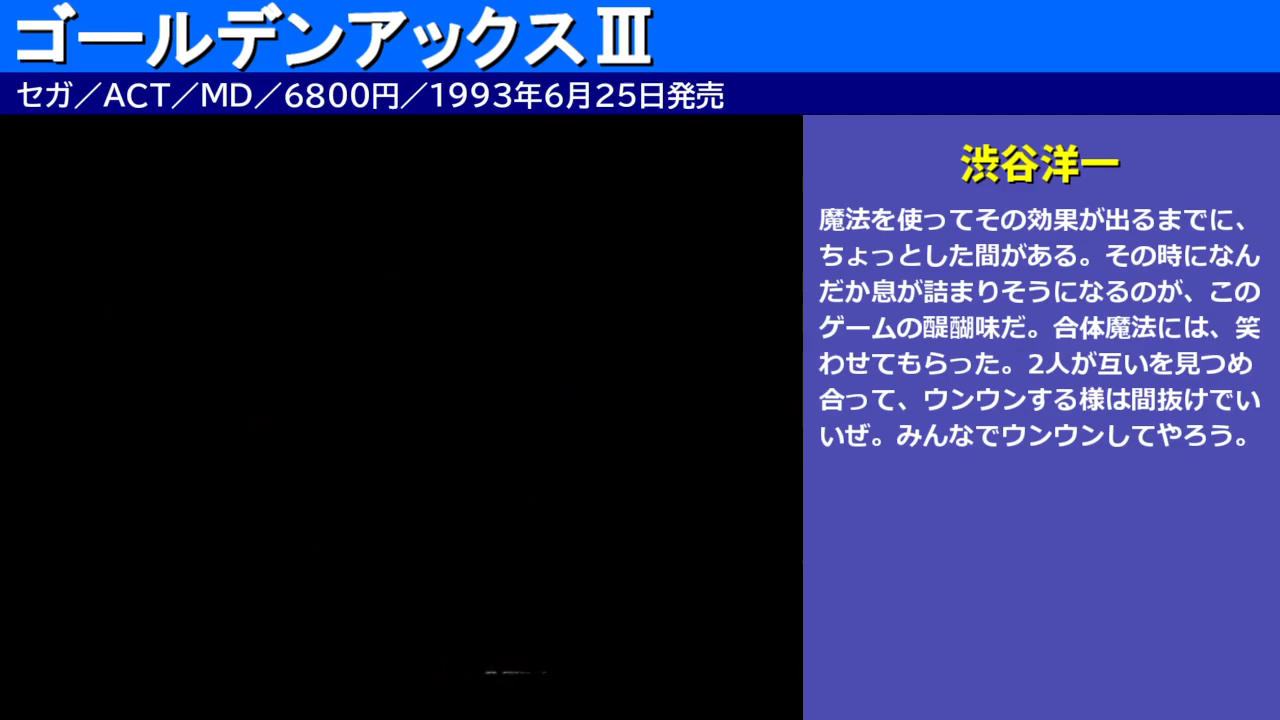 ゴールデンアックスⅢ
セガ／ACT／MD／6800円／1993年6月25日発売
渋谷洋一
魔法を使ってその効果が出るまでに、
ちょっとした間がある。その時になん
だか息が詰まりそうになるのが、この
ゲームの醍醐味だ。合体魔法には、笑
わせてもらった。2人が互いを見つめ
合って、ウンウンする様は間抜けでい
いぜ。みんなでウンウンしてやろう。